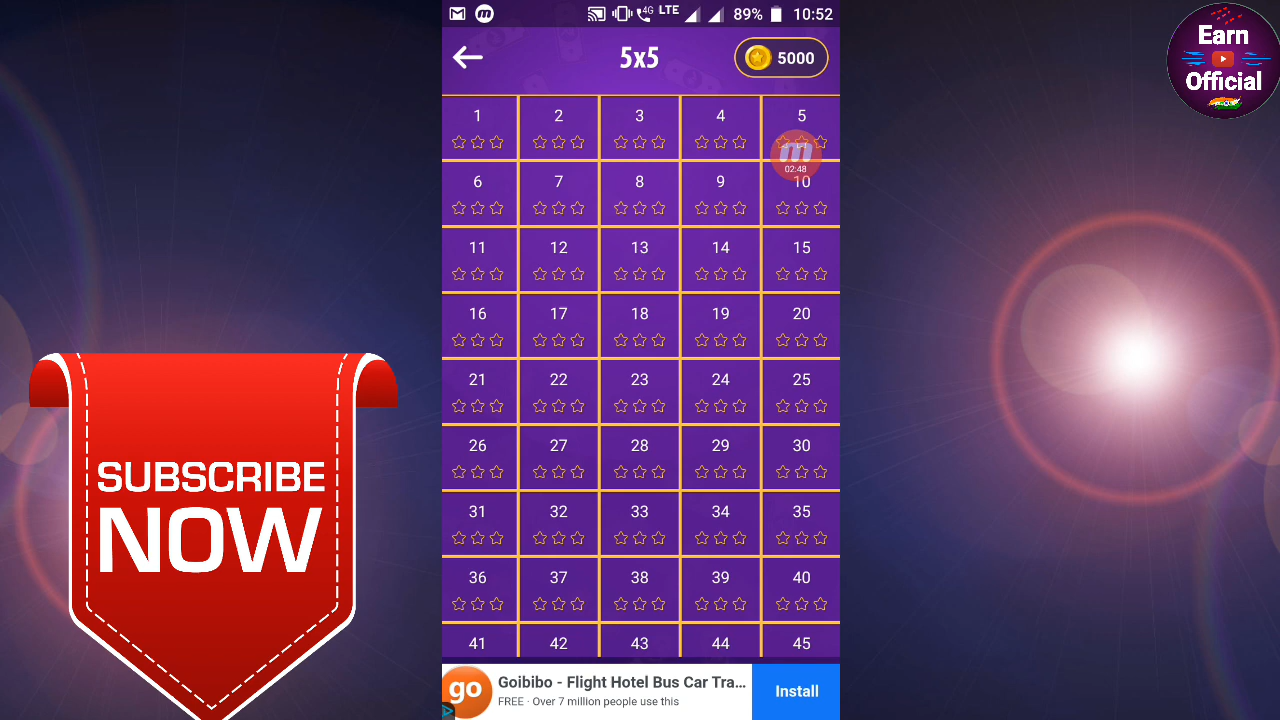 4G LTE 89% 10:52
Earn
Official
5x5
5000
1 2 3 4 5
m
02:48
6 7 8 9 10
11 12 13 14 15
16 17 18 19 20
21 22 23 24 25
26 27 28 29 30
31 32 33 34 35
36 37 38 39 40
41 42 43 44 45
SUBSCRIBE
NOW
go
Goibibo - Flight Hotel Bus Car Tra...
FREE · Over 7 million people use this
Install